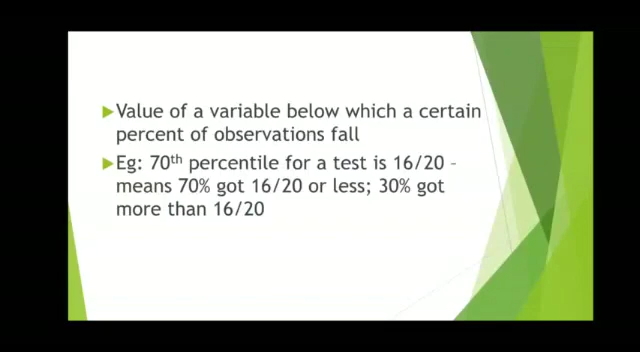 Value of a variable below which a certain
percent of observations fall
Eg: 70th percentile for a test is 16/20 –
means 70% got 16/20 or less; 30% got
more than 16/20